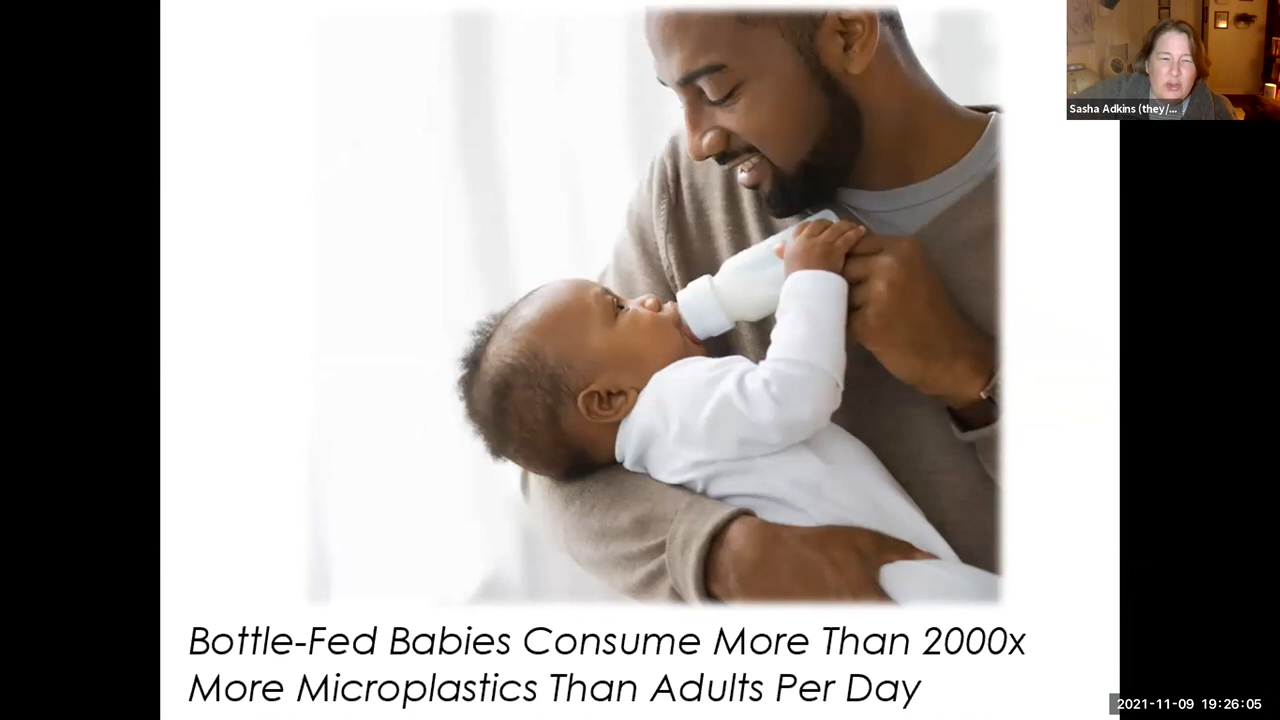 Sasha Adkins (they/...
Bottle-Fed Babies Consume More Than 2000x
More Microplastics Than Adults Per Day
2021-11-09 19:26:05